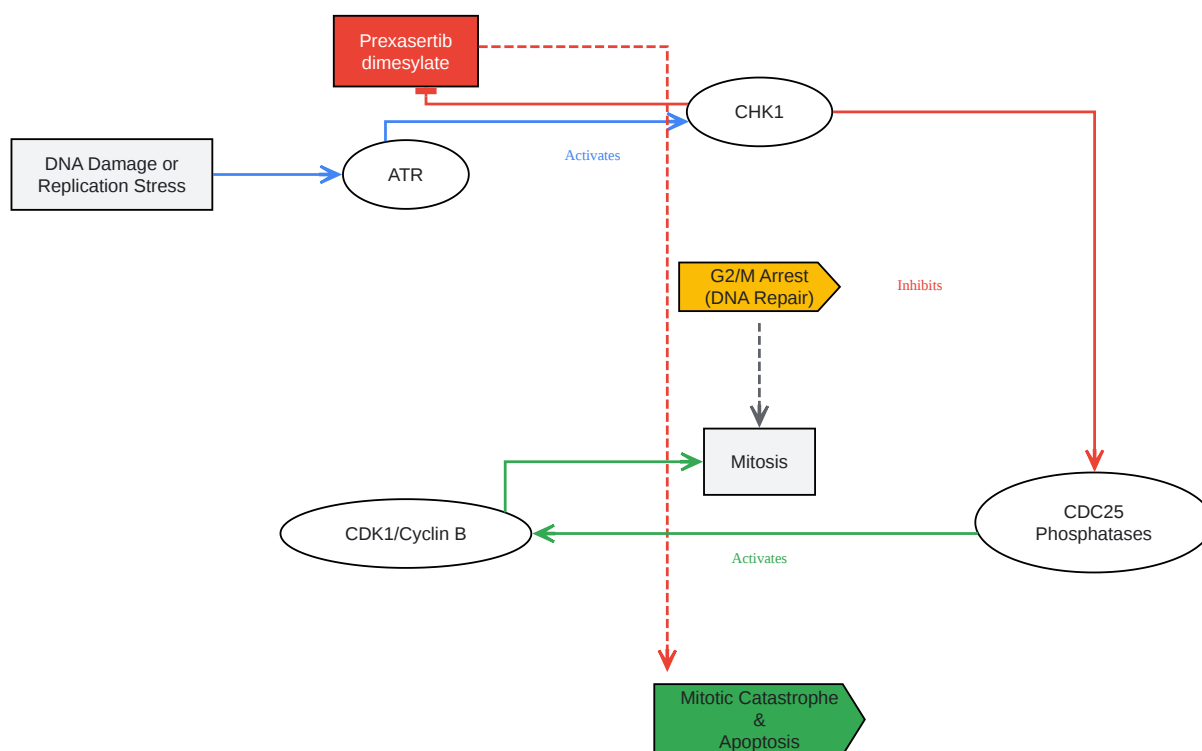 Prexasertib
dimesylate
CHK1
Activates
DNA Damage or
Replication Stress
ATR
G2/M Arrest
(DNA Repair)
Inhibits
Mitosis
CDK1/Cyclin B
CDC25
Phosphatases
Activates
Mitotic Catastrophe
&
Apoptosis